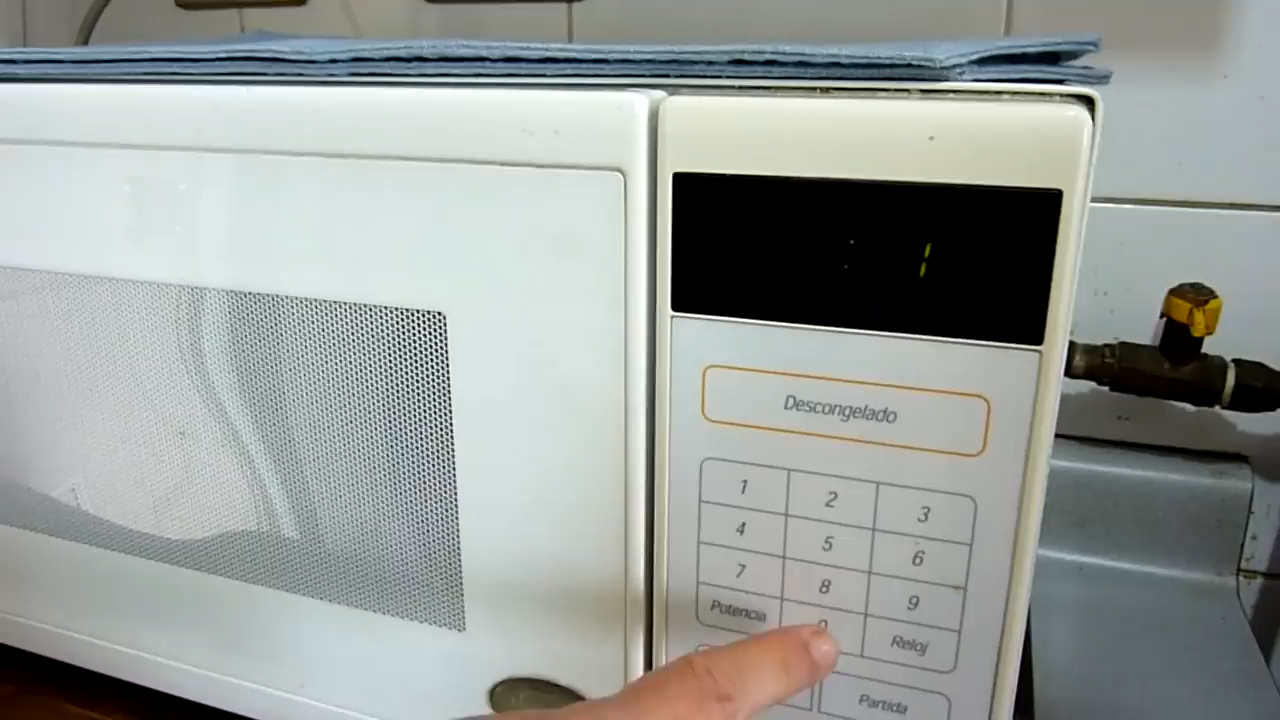 1
Descongelado
1 2 3
4 5 6
7 8 9
Potencia 0 Reloj
Partida